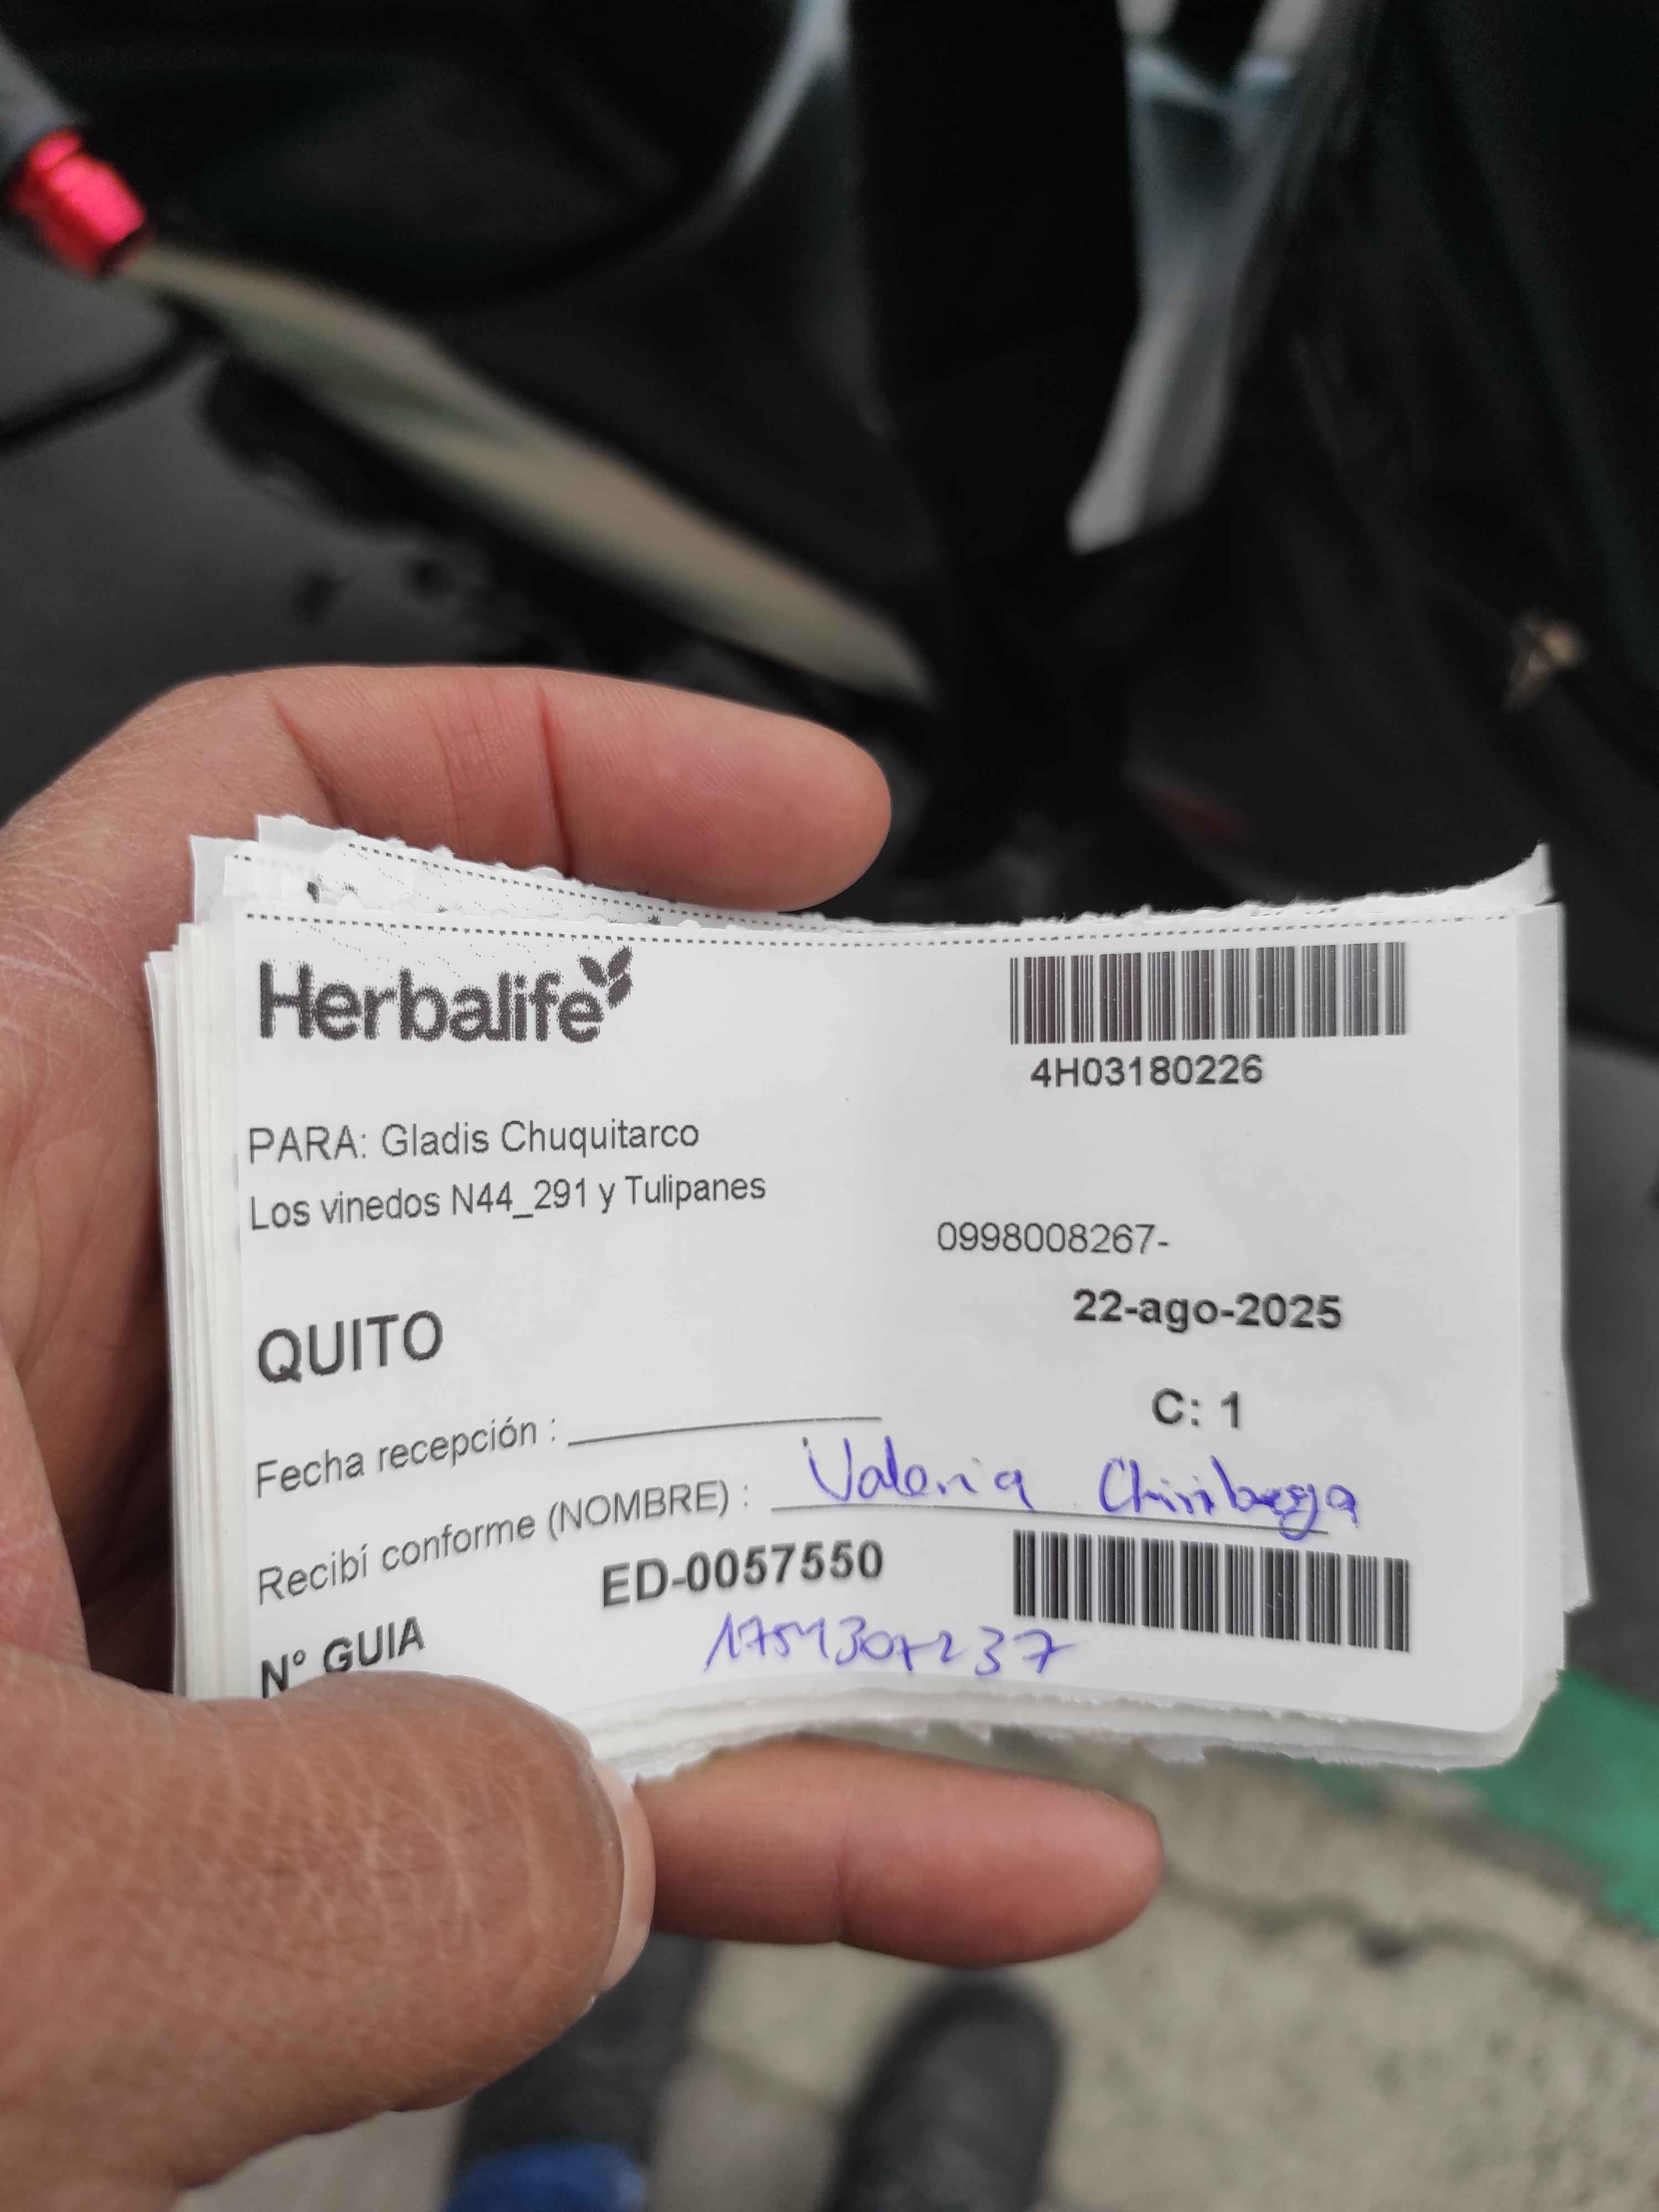 Herbalife
4H03180226
PARA: Gladis Chuquitarco
Los vinedos N44_291 y Tulipanes
0998008267-
22-ago-2025
QUITO
C: 1
Fecha recepción :
Recibí conforme (NOMBRE) : Valeria Chiriboga
ED-0057550
N° GUIA